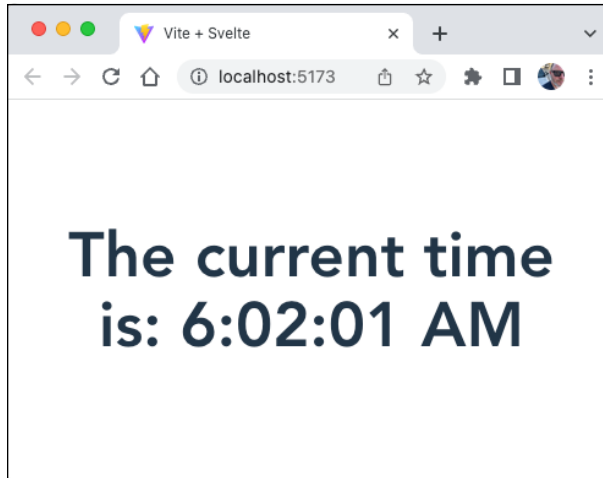 Vite + Svelte
localhost:5173
The current time
is: 6:02:01 AM